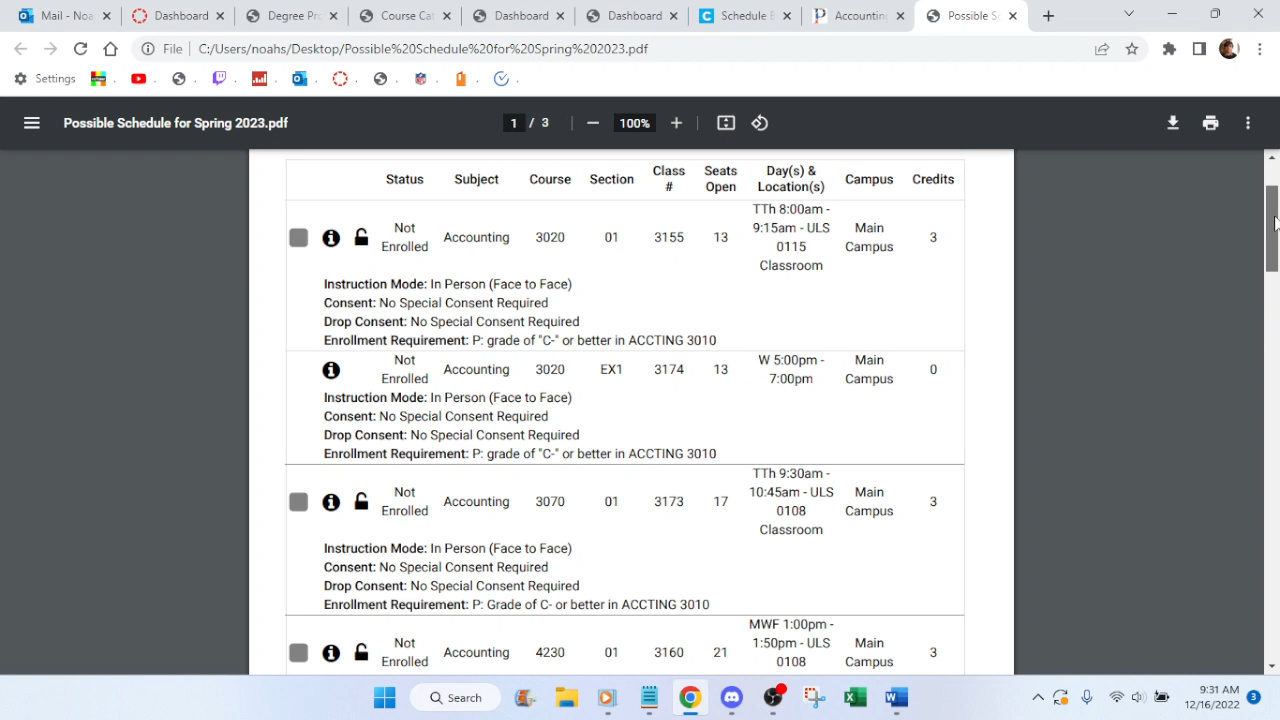 Mail - Noa
Dashboard
Degree Pro
Course Cat
Dashboard
Dashboard
Schedule B
Accounting
Possible Sc
File C:/Users/noahs/Desktop/Possible%20Schedule%20for%20Spring%202023.pdf
Settings
Possible Schedule for Spring 2023.pdf
1 / 3
100%
Status Subject Course Section Class # Seats Open Day(s) & Location(s) Campus Credits
Not Enrolled Accounting 3020 01 3155 13 TTh 8:00am - 9:15am - ULS 0115 Classroom Main Campus 3
Instruction Mode: In Person (Face to Face)
Consent: No Special Consent Required
Drop Consent: No Special Consent Required
Enrollment Requirement: P: grade of "C-" or better in ACCTING 3010
Not Enrolled Accounting 3020 EX1 3174 13 W 5:00pm - 7:00pm Main Campus 0
Instruction Mode: In Person (Face to Face)
Consent: No Special Consent Required
Drop Consent: No Special Consent Required
Enrollment Requirement: P: grade of "C-" or better in ACCTING 3010
Not Enrolled Accounting 3070 01 3173 17 TTh 9:30am - 10:45am - ULS 0108 Classroom Main Campus 3
Instruction Mode: In Person (Face to Face)
Consent: No Special Consent Required
Drop Consent: No Special Consent Required
Enrollment Requirement: P: Grade of C- or better in ACCTING 3010
Not Enrolled Accounting 4230 01 3160 21 MWF 1:00pm - 1:50pm - ULS 0108 Main Campus 3
Search
9:31 AM
12/16/2022
3